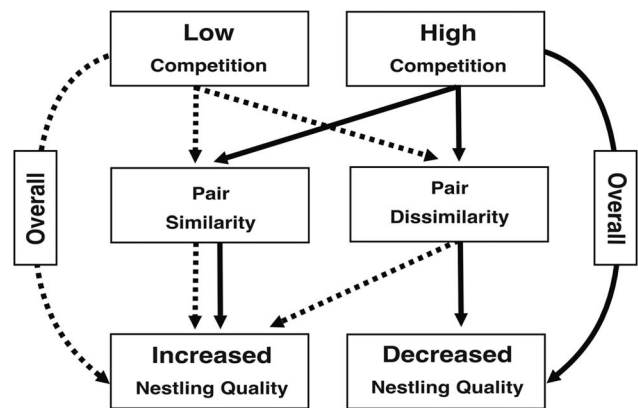 Low
Competition
High
Competition
Overall
Overall
Pair
Similarity
Pair
Dissimilarity
Increased
Nestling Quality
Decreased
Nestling Quality